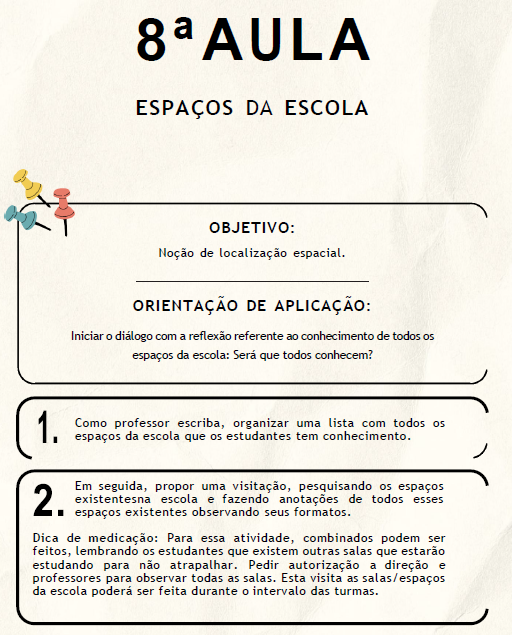 8ª AULA
ESPAÇOS DA ESCOLA
OBJETIVO:
Noção de localização espacial.
ORIENTAÇÃO DE APLICAÇÃO:
Iniciar o diálogo com a reflexão referente ao conhecimento de todos os
espaços da escola: Será que todos conhecem?
1. Como professor escriba, organizar uma lista com todos os
espaços da escola que os estudantes tem conhecimento.
2. Em seguida, propor uma visitação, pesquisando os espaços
existentesna escola e fazendo anotações de todos esses
espaços existentes observando seus formatos.
Dica de medicação: Para essa atividade, combinados podem ser
feitos, lembrando os estudantes que existem outras salas que estarão
estudando para não atrapalhar. Pedir autorização a direção e
professores para observar todas as salas. Esta visita as salas/espaços
da escola poderá ser feita durante o intervalo das turmas.